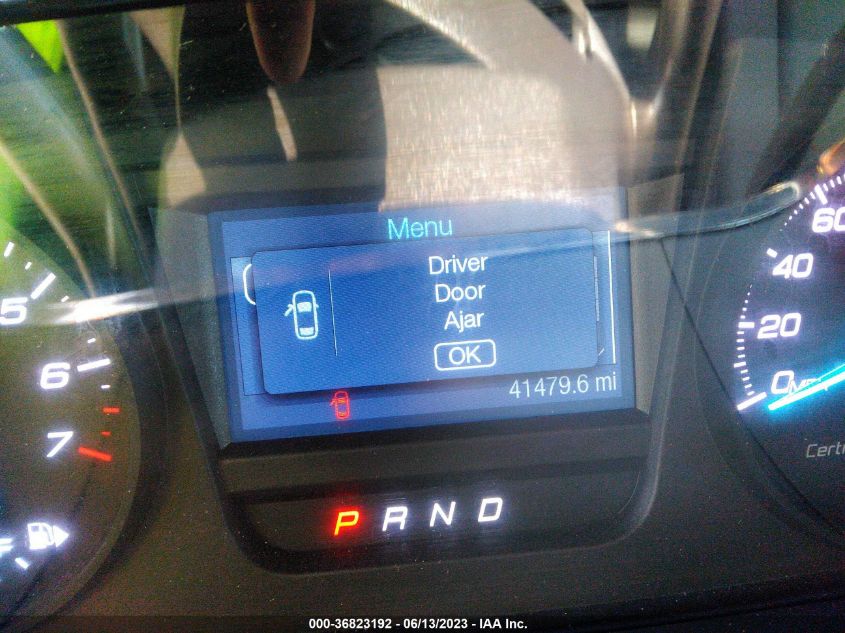 Menu
Driver
Door
Ajar
OK
41479.6 mi
P R N D
5
6
7
F
60
40
20
0
000-36823192 - 06/13/2023 - IAA Inc.